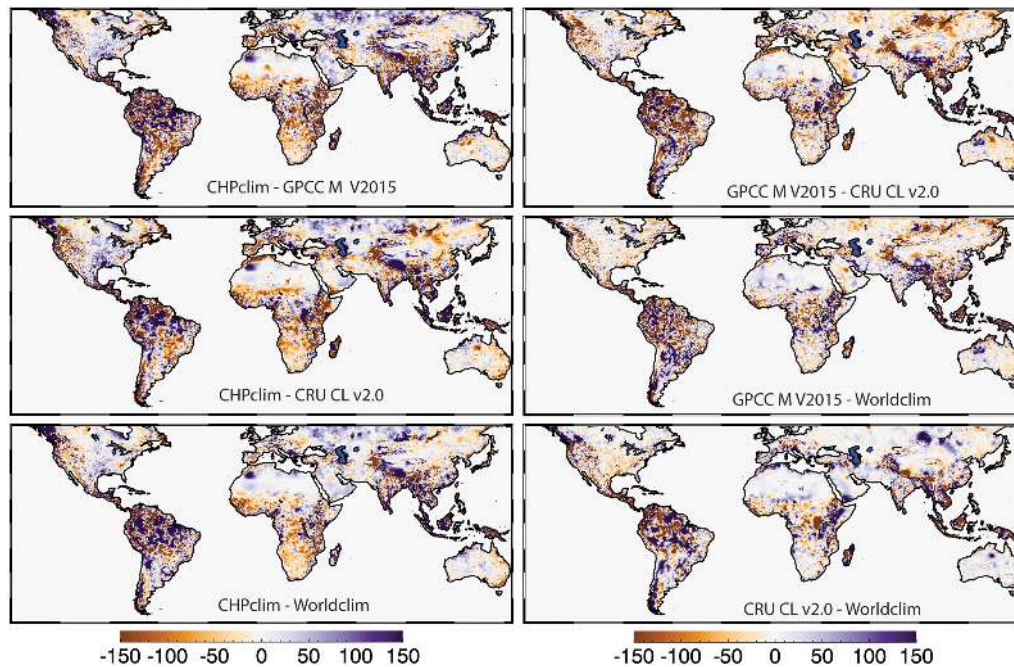 CHPclim - GPCC M V2015
GPCC M V2015 - CRU CL v2.0
CHPclim - CRU CL v2.0
GPCC M V2015 - Worldclim
CHPclim - Worldclim
CRU CL v2.0 - Worldclim
-150 -100 -50 0 50 100 150
-150 -100 -50 0 50 100 150